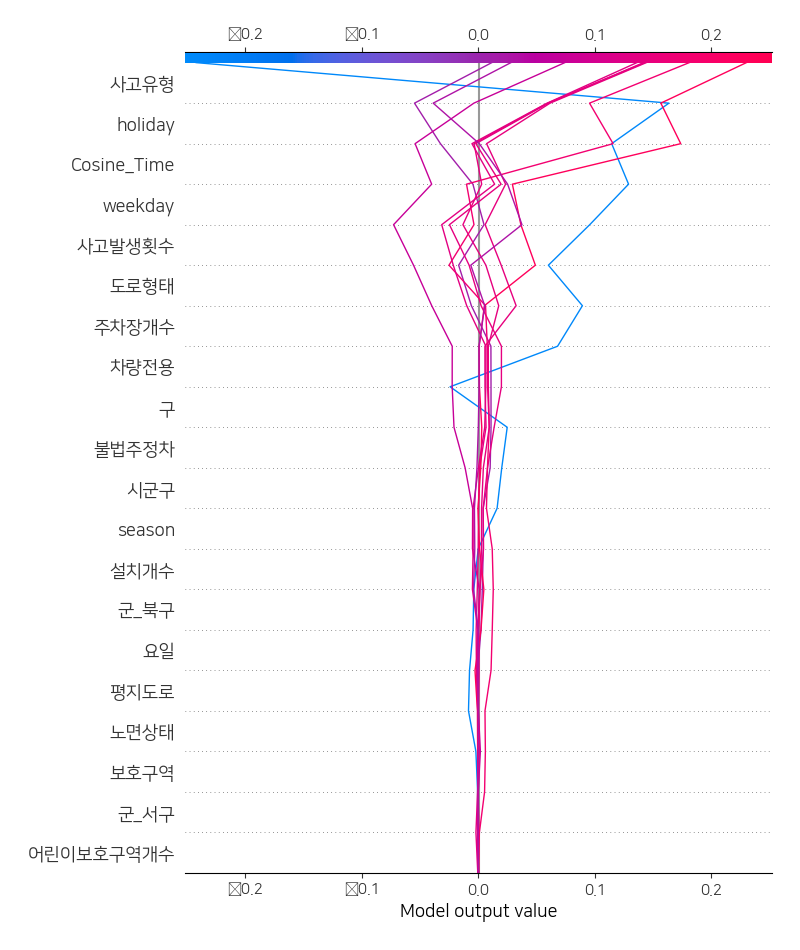 0.2 0.1 0.0 0.1 0.2
사고유형
holiday
Cosine_Time
weekday
사고발생횟수
도로형태
주차장개수
차량전용
구
불법주정차
시군구
season
설치개수
군_북구
요일
평지도로
노면상태
보호구역
군_서구
어린이보호구역개수
0.2 0.1 0.0 0.1 0.2
Model output value